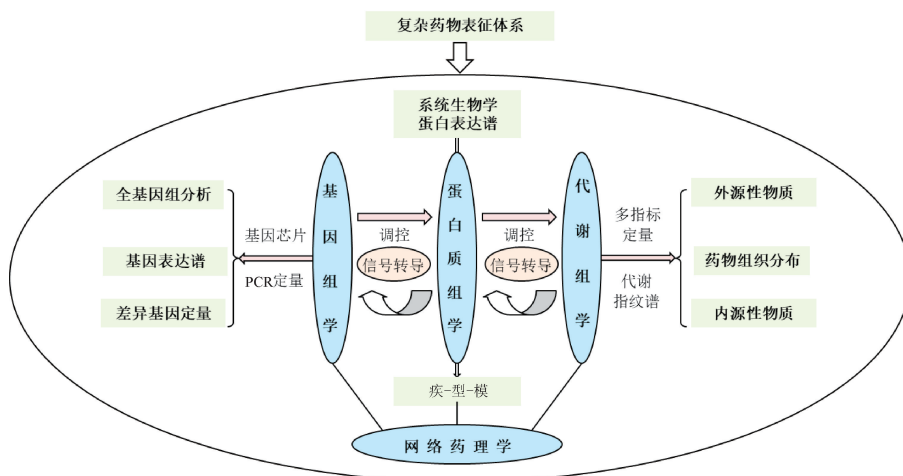 复杂药物表征体系
系统生物学
蛋白表达谱
全基因组分析
基因表达谱
差异基因定量
基因芯片
PCR定量
基因组学
调控
信号转导
蛋白质组学
调控
信号转导
代谢组学
多指标
定量
代谢
指纹谱
外源性物质
药物组织分布
内源性物质
疾-型-模
网络药理学